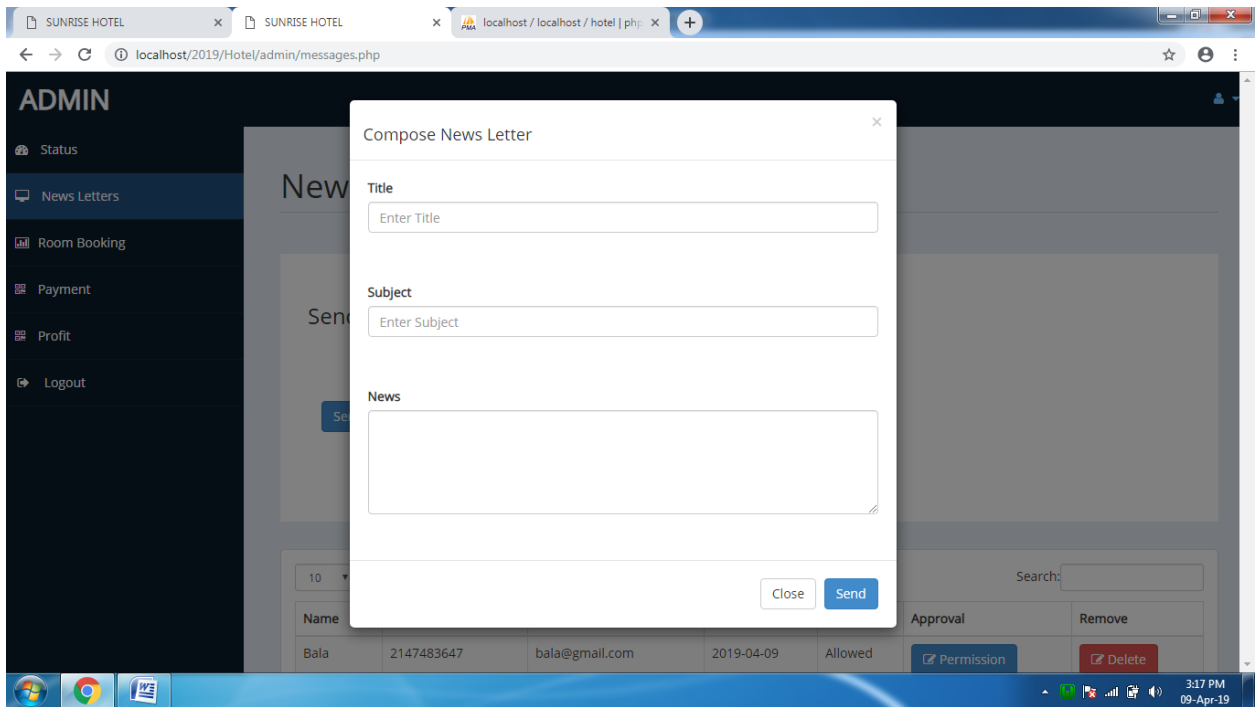 SUNRISE HOTEL
SUNRISE HOTEL
PMA localhost / localhost / hotel | php
localhost/2019/Hotel/admin/messages.php
ADMIN
Status
News Letters
Room Booking
Payment
Profit
Logout
New
Send
Se
Compose News Letter
×
Title
Enter Title
Subject
Enter Subject
News
Close Send
10 Search:
Name Approval Remove
Bala 2147483647 bala@gmail.com 2019-04-09 Allowed Permission Delete
3:17 PM
09-Apr-19